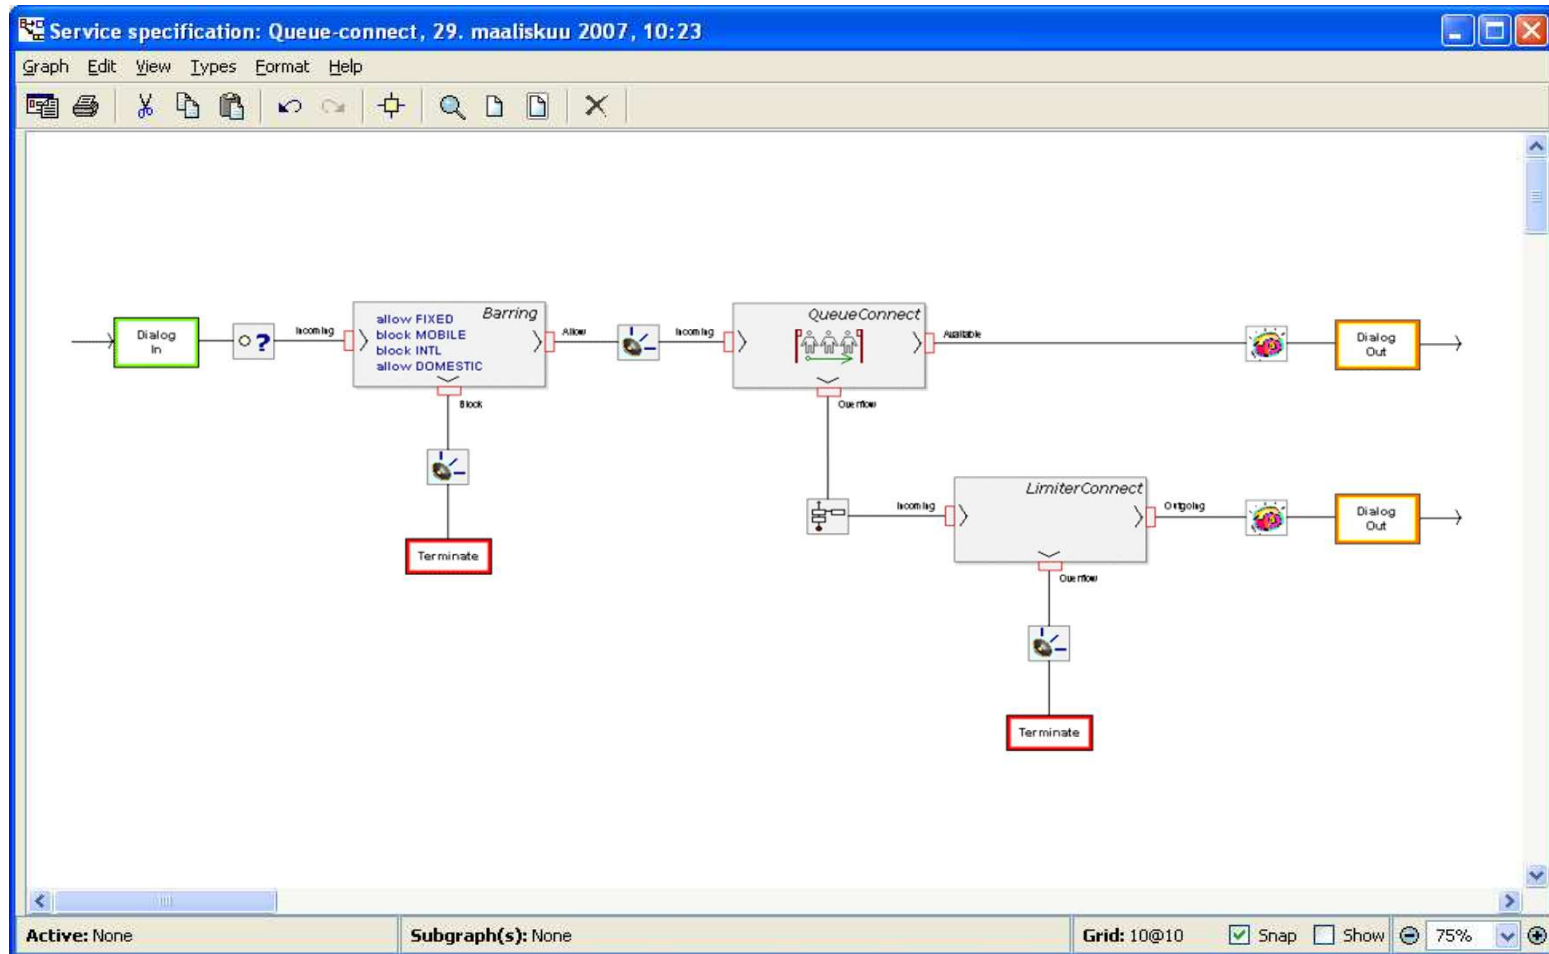 Service specification: Queue-connect, 29. maaliskuu 2007, 10:23
Graph Edit View Types Format Help
Dialog
In
?
Incoming
allow FIXED
block MOBILE
block INTL
allow DOMESTIC
Barring
Allow
Block
Terminate
Incoming
QueueConnect
Available
Dialog
Out
Overflow
Incoming
LimiterConnect
Outgoing
Dialog
Out
Overflow
Terminate
Active: None
Subgraph(s): None
Grid: 10@10
Snap
Show
75%